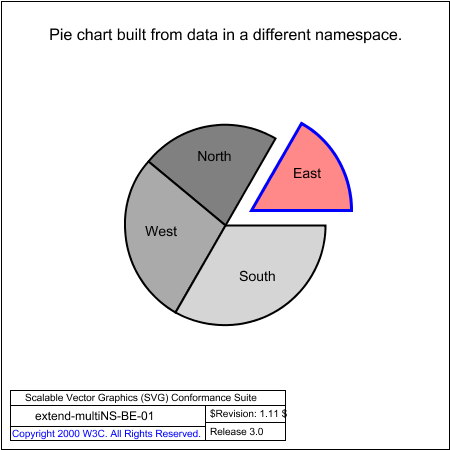 Pie chart built from data in a different namespace.
North
East
West
South
Scalable Vector Graphics (SVG) Conformance Suite
extend-multiNS-BE-01
$Revision: 1.11 $
Copyright 2000 W3C. All Rights Reserved.
Release 3.0